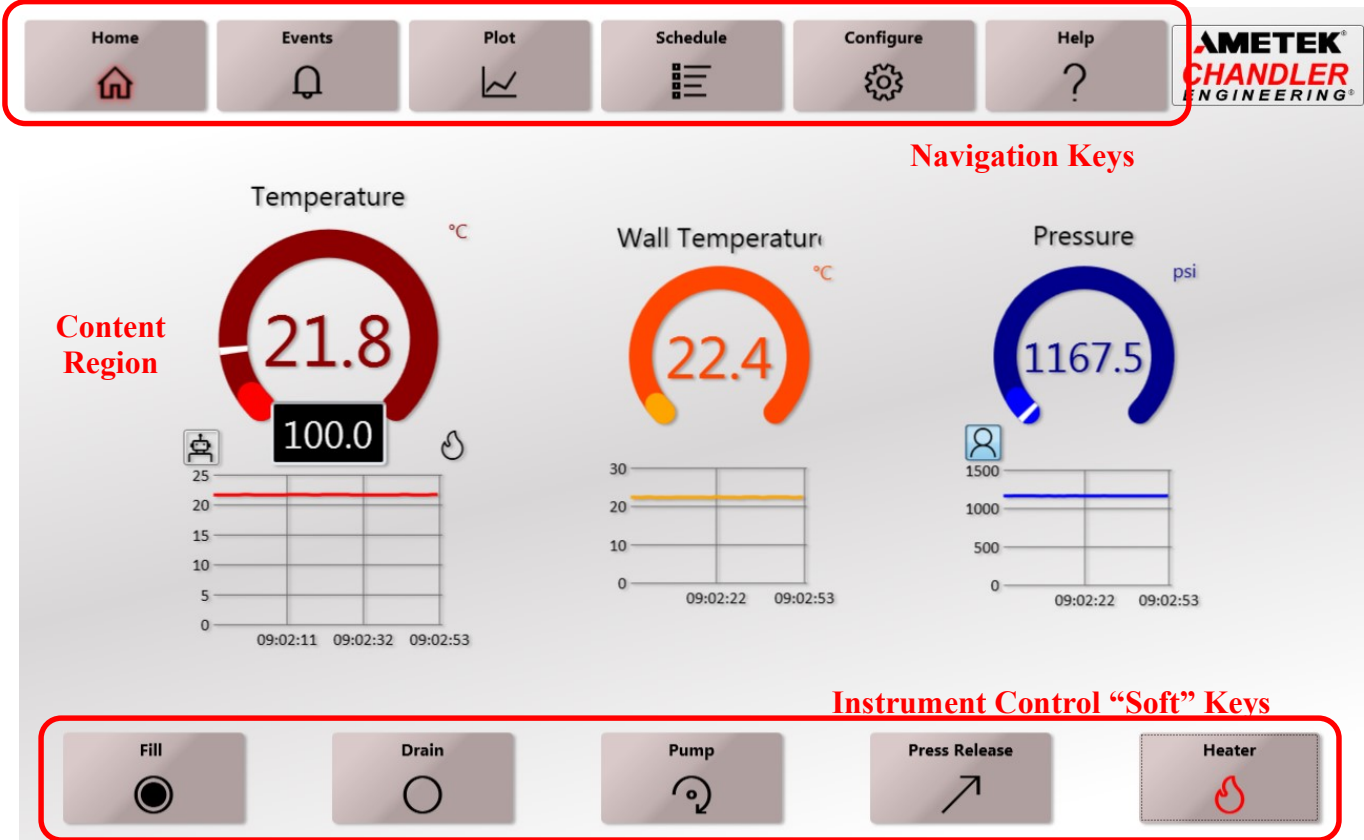 Home Events Plot Schedule Configure Help
AMETEK®
CHANDLER
ENGINEERING®
Navigation Keys
Temperature
°C
Wall Temperatur
°C
Pressure
psi
Content
Region
21.8
22.4
1167.5
100.0
25
20
15
10
5
0
09:02:11 09:02:32 09:02:53
30
20
10
0
09:02:22 09:02:53
1500
1000
500
0
09:02:22 09:02:53
Instrument Control “Soft” Keys
Fill Drain Pump Press Release Heater